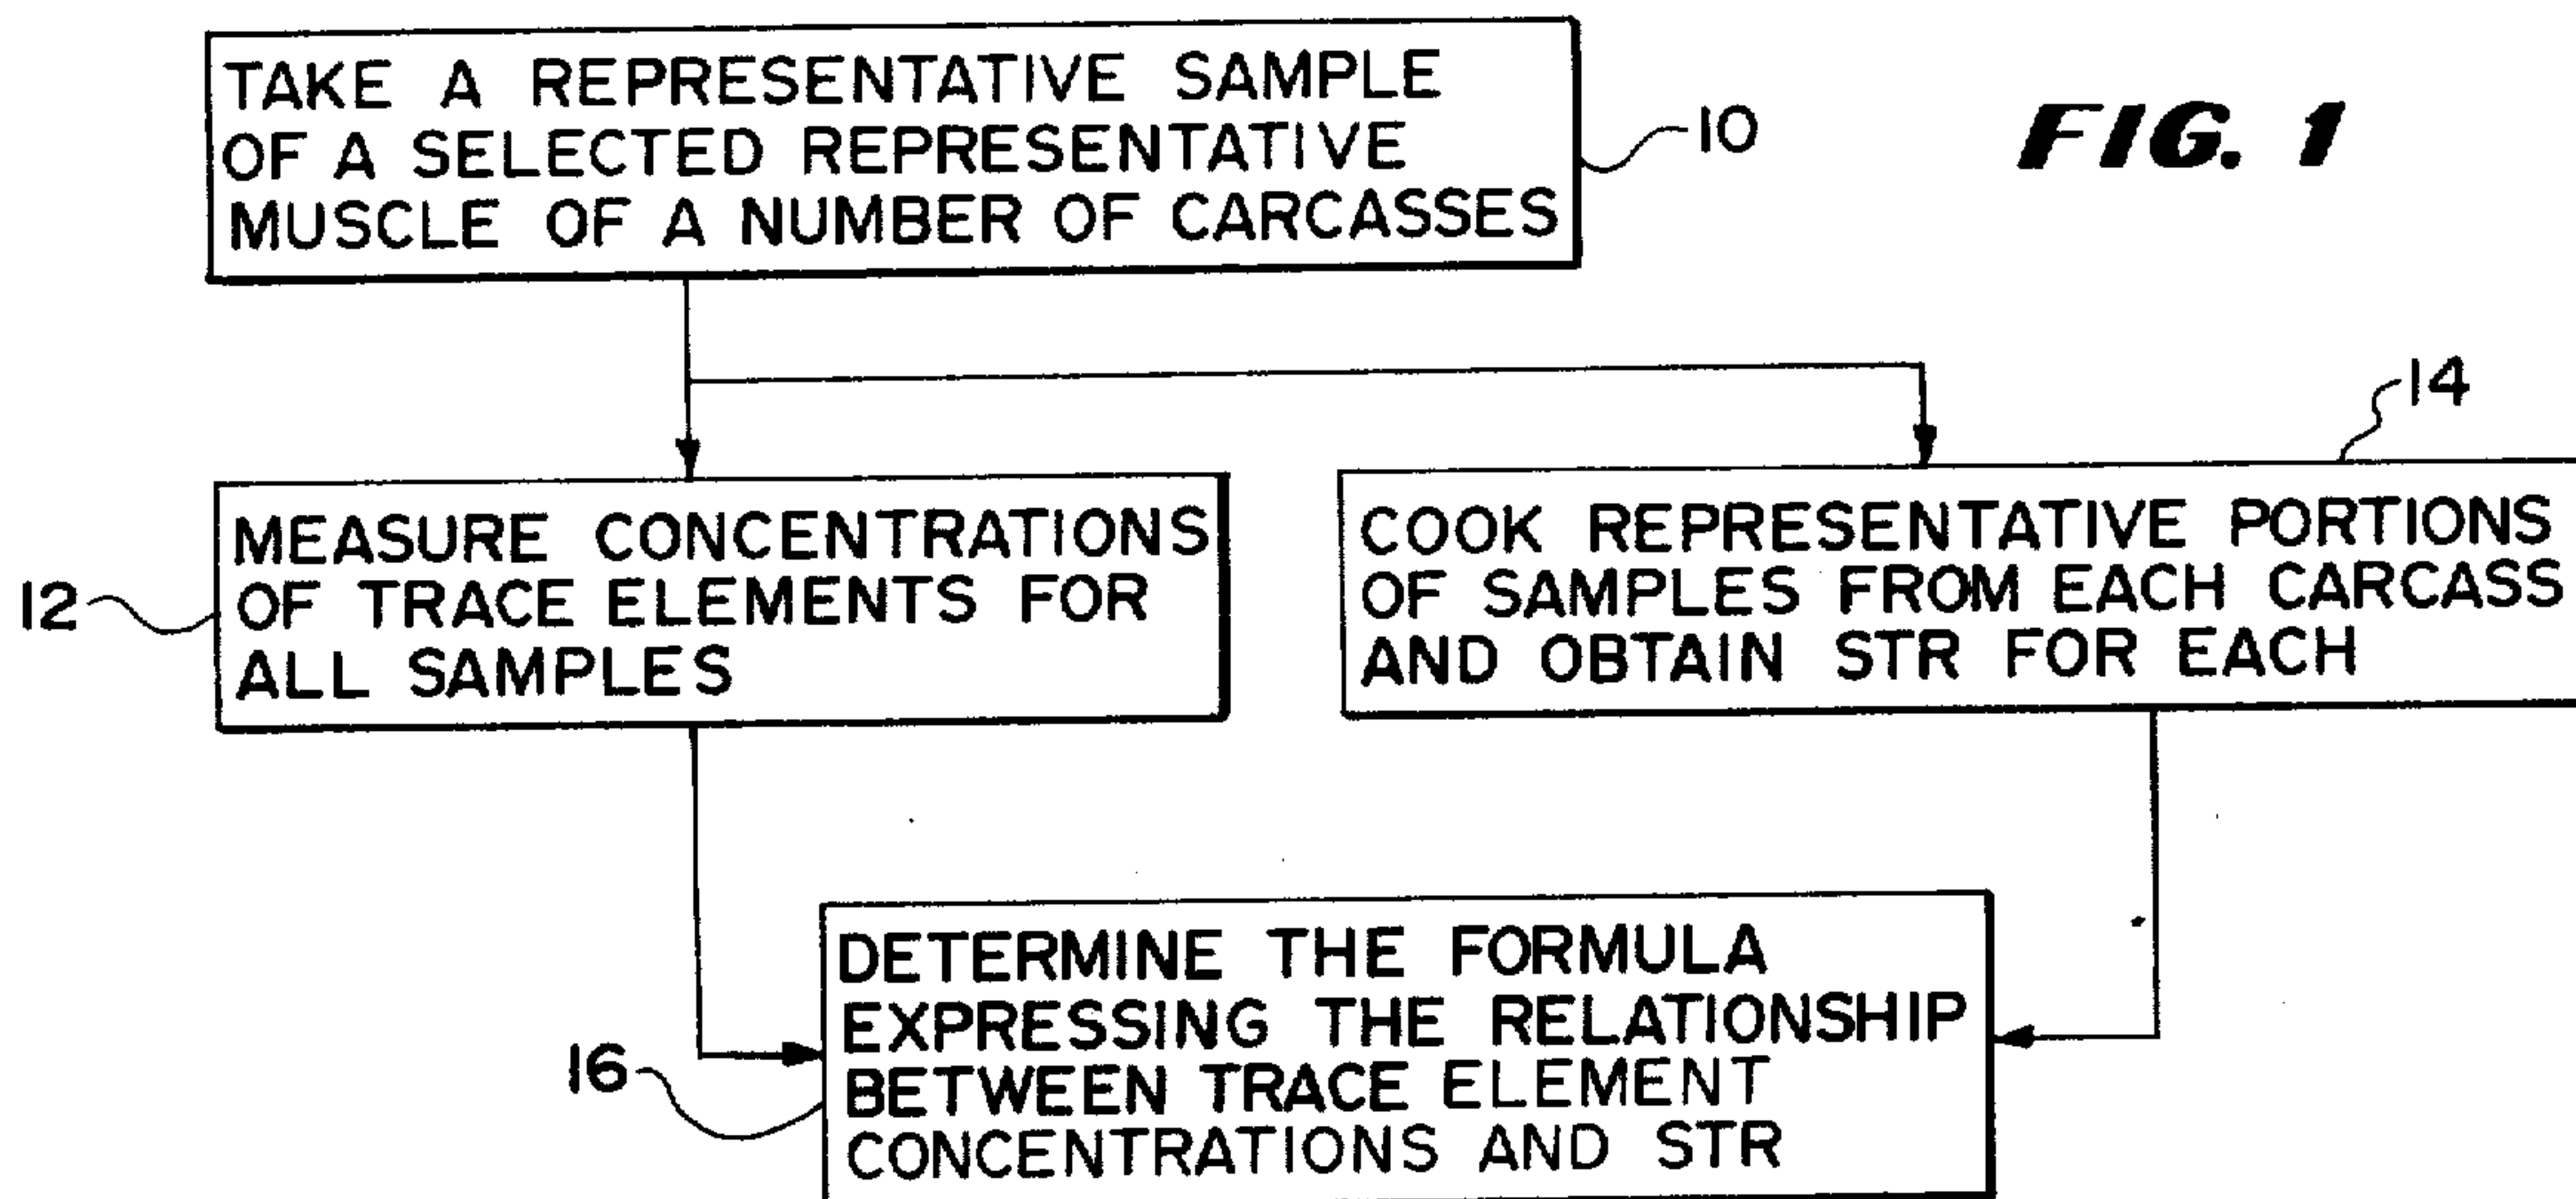 TAKE A REPRESENTATIVE SAMPLE
OF A SELECTED REPRESENTATIVE
MUSCLE OF A NUMBER OF CARCASSES
10
FIG. 1
14
12
MEASURE CONCENTRATIONS
OF TRACE ELEMENTS FOR
ALL SAMPLES
COOK REPRESENTATIVE PORTIONS
OF SAMPLES FROM EACH CARCASS
AND OBTAIN STR FOR EACH
16
DETERMINE THE FORMULA
EXPRESSING THE RELATIONSHIP
BETWEEN TRACE ELEMENT
CONCENTRATIONS AND STR